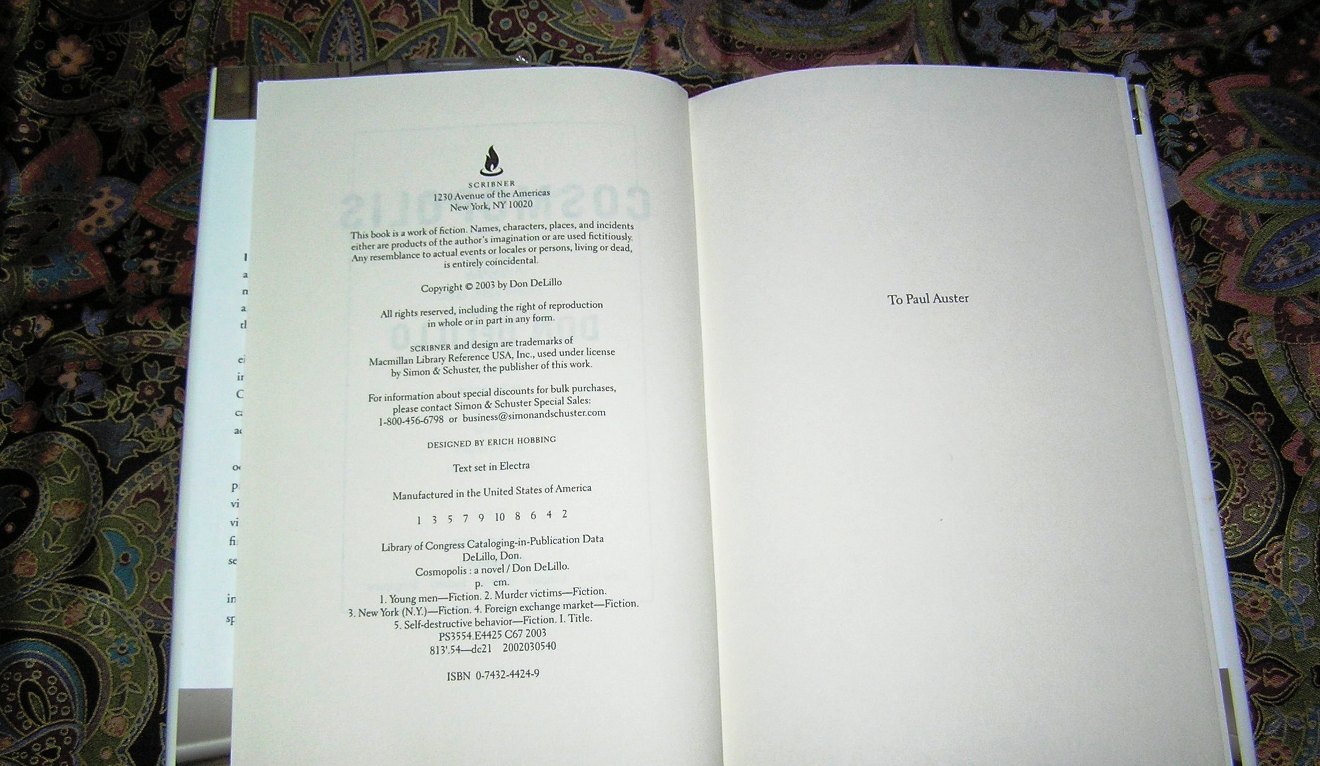 SCRIBNER
1230 Avenue of the Americas
New York, NY 10020
This book is a work of fiction. Names, characters, places, and incidents
either are products of the author's imagination or are used fictitiously.
Any resemblance to actual events or locales or persons, living or dead,
is entirely coincidental.
Copyright © 2003 by Don DeLillo
All rights reserved, including the right of reproduction
in whole or in part in any form.
SCRIBNER and design are trademarks of
Macmillan Library Reference USA, Inc., used under license
by Simon & Schuster, the publisher of this work.
For information about special discounts for bulk purchases,
please contact Simon & Schuster Special Sales:
1-800-456-6798 or business@simonandschuster.com
DESIGNED BY ERICH HOBBING
Text set in Electra
Manufactured in the United States of America
1 3 5 7 9 10 8 6 4 2
Library of Congress Cataloging-in-Publication Data
DeLillo, Don.
Cosmopolis : a novel / Don DeLillo.
p. cm.
1. Young men—Fiction. 2. Murder victims—Fiction.
3. New York (N.Y.)—Fiction. 4. Foreign exchange market—Fiction.
5. Self-destructive behavior—Fiction. I. Title.
PS3554.E4425 C67 2003
813'.54—dc21 2002030540
ISBN 0-7432-4424-9
To Paul Auster